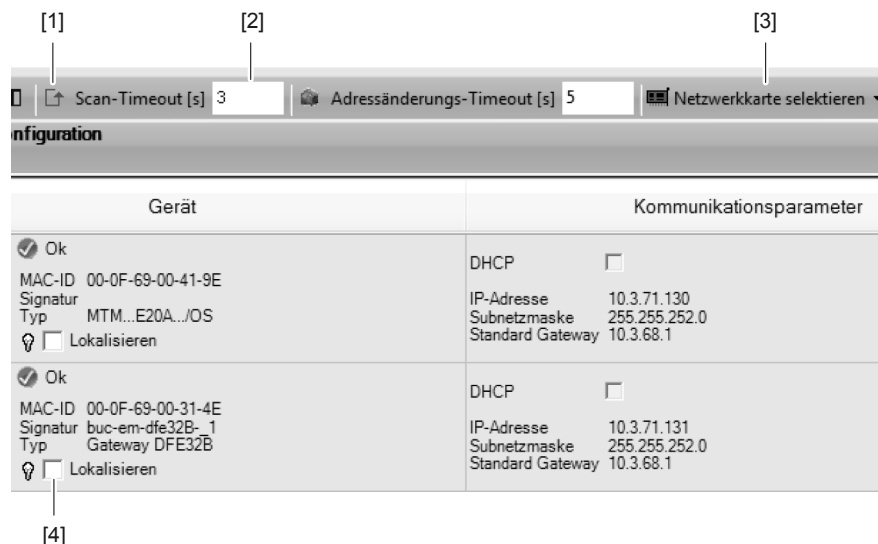 [1] [2] [3]
Scan-Timeout [s] 3 Adressänderungs-Timeout [s] 5 Netzwerkkarte selektieren
nfiguration
Gerät Kommunikationsparameter
Ok
DHCP
MAC-ID 00-0F-69-00-41-9E
Signatur
IP-Adresse 10.3.71.130
Typ MTM...E20A.../OS
Subnetzmaske 255.255.252.0
Standard Gateway 10.3.68.1
Lokalisieren
Ok
DHCP
MAC-ID 00-0F-69-00-31-4E
Signatur buc-em-dfe32B-_1
IP-Adresse 10.3.71.131
Typ Gateway DFE32B
Subnetzmaske 255.255.252.0
Standard Gateway 10.3.68.1
Lokalisieren
[4]